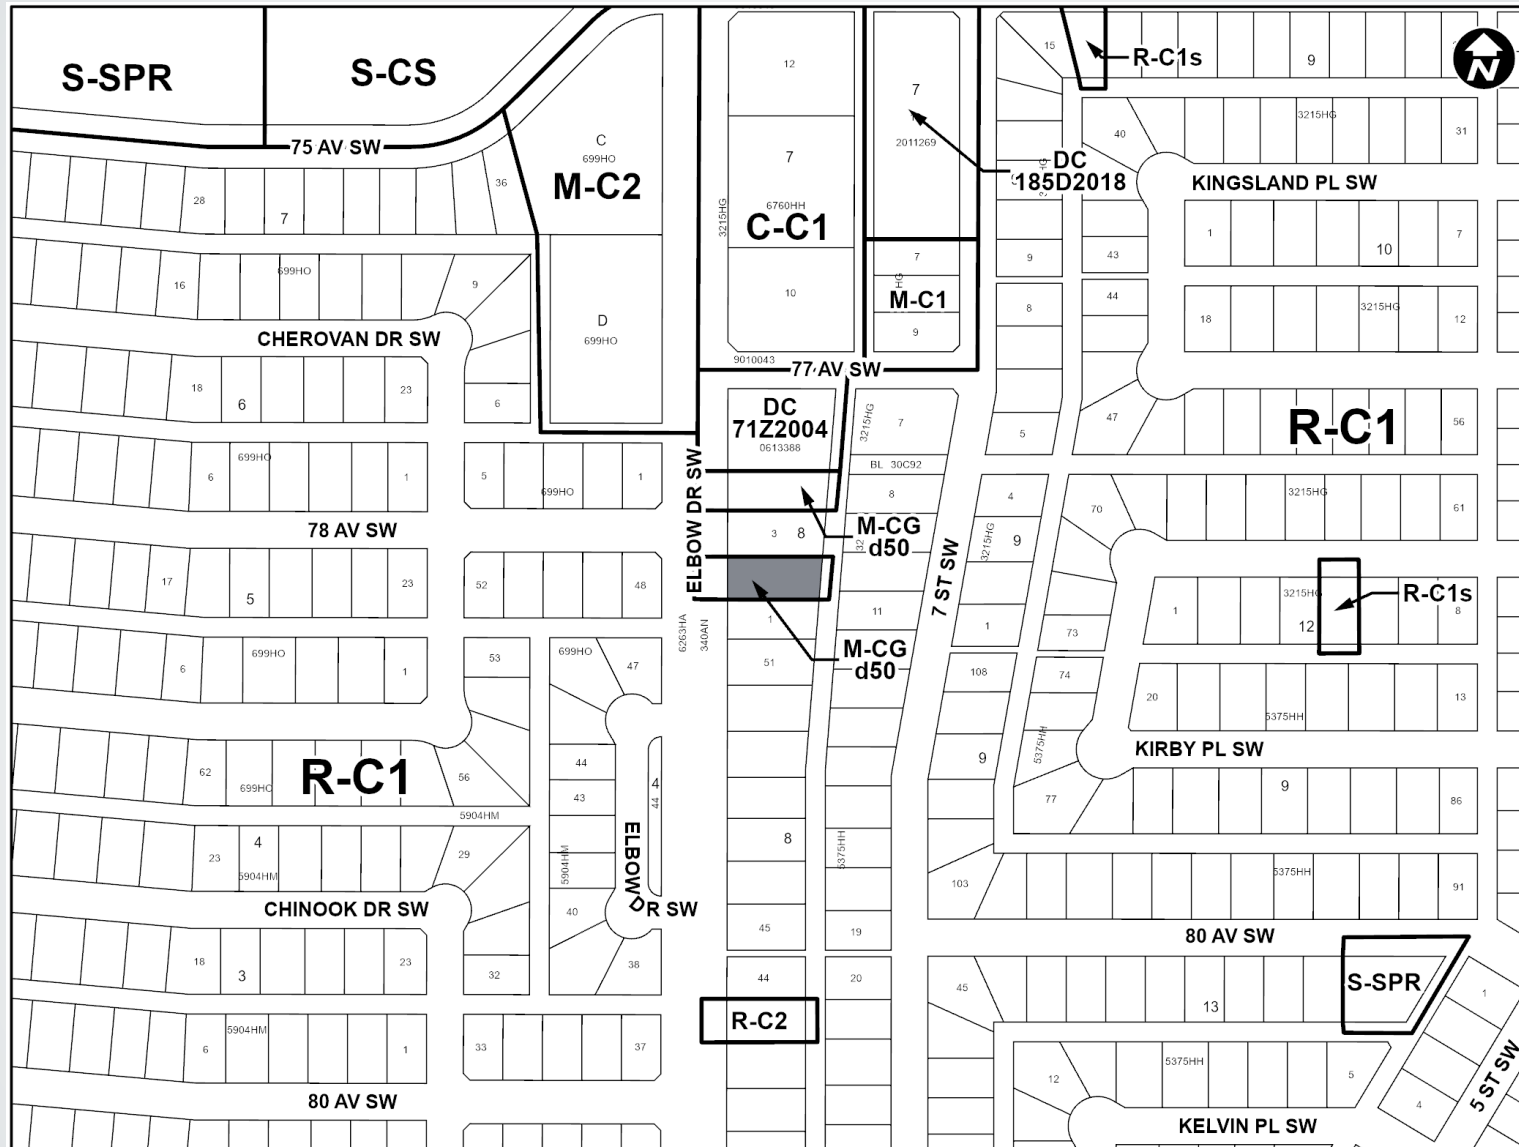 S-SPR
S-CS
12
7
15
R-C1s
9
N
75 AV SW
C
699HO
M-C2
36
28
7
3215HG
7
6760HH
C-C1
2011269
DC
185D2018
40
3215HG
31
KINGSLAND PL SW
1
10
7
16
699HO
9
10
7
HG
M-C1
9
9
43
44
8
18
3215HG
12
CHEROVAN DR SW
D
699HO
9010043
77 AV SW
18
6
23
6
DC
71Z2004
0613388
3215HG
7
5
47
R-C1
56
6
699HO
1
5
699HO
1
BL 30C92
8
4
70
3215HG
61
78 AV SW
ELBOW DR SW
3
8
M-CG
d50
32
3215HG
9
7 ST SW
17
5
23
52
48
11
1
1
3215HG
12
R-C1s
8
6263HA
340AN
1
M-CG
d50
73
6
699HO
1
53
699HO
47
51
108
74
20
5375HH
13
5375HH
KIRBY PL SW
62
699HO
R-C1
56
44
43
4
44
9
77
9
86
5904HM
23
4
5904HM
29
5904HM
ELBOW DR SW
8
5375HH
103
5375HH
91
CHINOOK DR SW
40
45
19
80 AV SW
18
3
23
32
38
44
20
45
13
S-SPR
1
R-C2
6
5904HM
1
33
37
12
5375HH
5
4
5 ST SW
80 AV SW
KELVIN PL SW